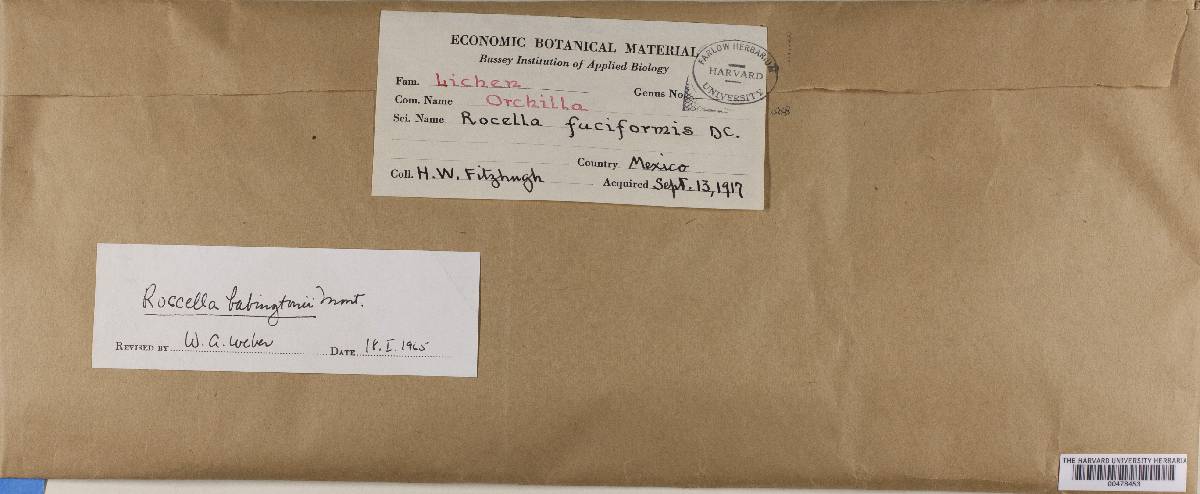 ECONOMIC BOTANICAL MATERIAL
Bussey Institution of Applied Biology
Fam. Lichen
Genus No.
Com. Name Orchilla
Sci. Name Rocella fuciformis DC.
Country Mexico
Coll. H.W. Fitzhugh
Acquired Sept. 13, 1917
FARLOW HERBARIUM
HARVARD
UNIVERSITY
Roccella babingtonii Mont.
REVISED BY W. A. Weber
DATE 18. I. 1965
THE HARVARD UNIVERSITY HERBARIA
00478453